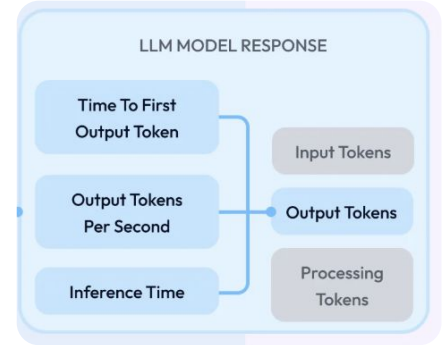 LLM MODEL RESPONSE
Time To First
Output Token
Output Tokens
Per Second
Inference Time
Input Tokens
Output Tokens
Processing
Tokens